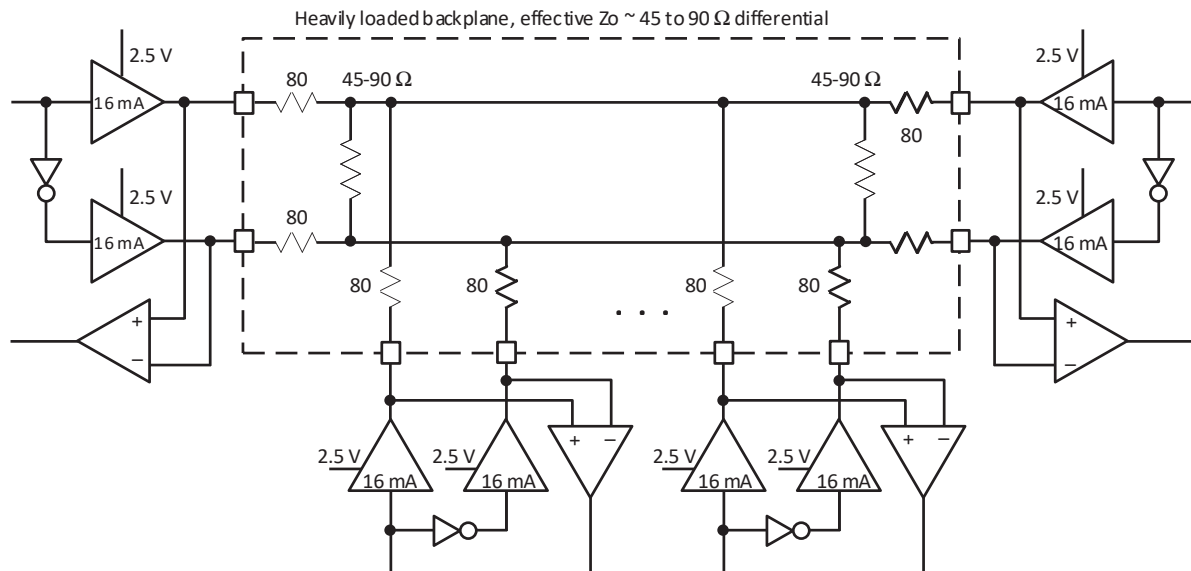 Heavily loaded backplane, effective Zo ~ 45 to 90 Ω differential
2.5 V
16 mA
80
45-90 Ω
45-90 Ω
80
2.5 V
16 mA
2.5 V
16 mA
80
2.5 V
16 mA
+
–
80
80
. . .
80
80
+
–
2.5 V
16 mA
2.5 V
16 mA
+
–
2.5 V
16 mA
2.5 V
16 mA
+
–